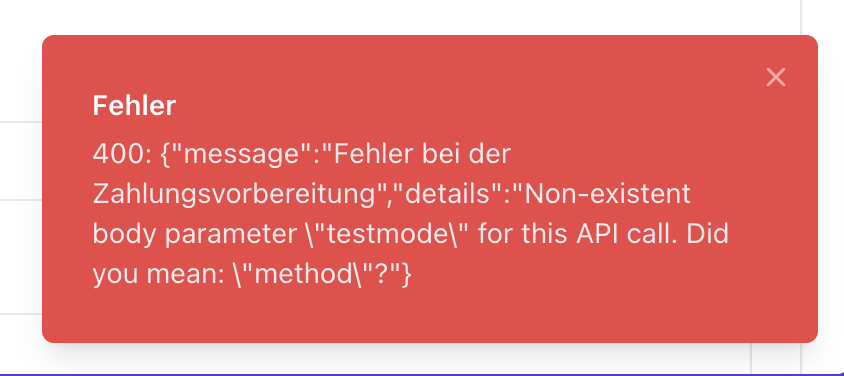 Fehler
400: {"message":"Fehler bei der
Zahlungsvorbereitung","details":"Non-existent
body parameter \"testmode\" for this API call. Did
you mean: \"method\"?"}